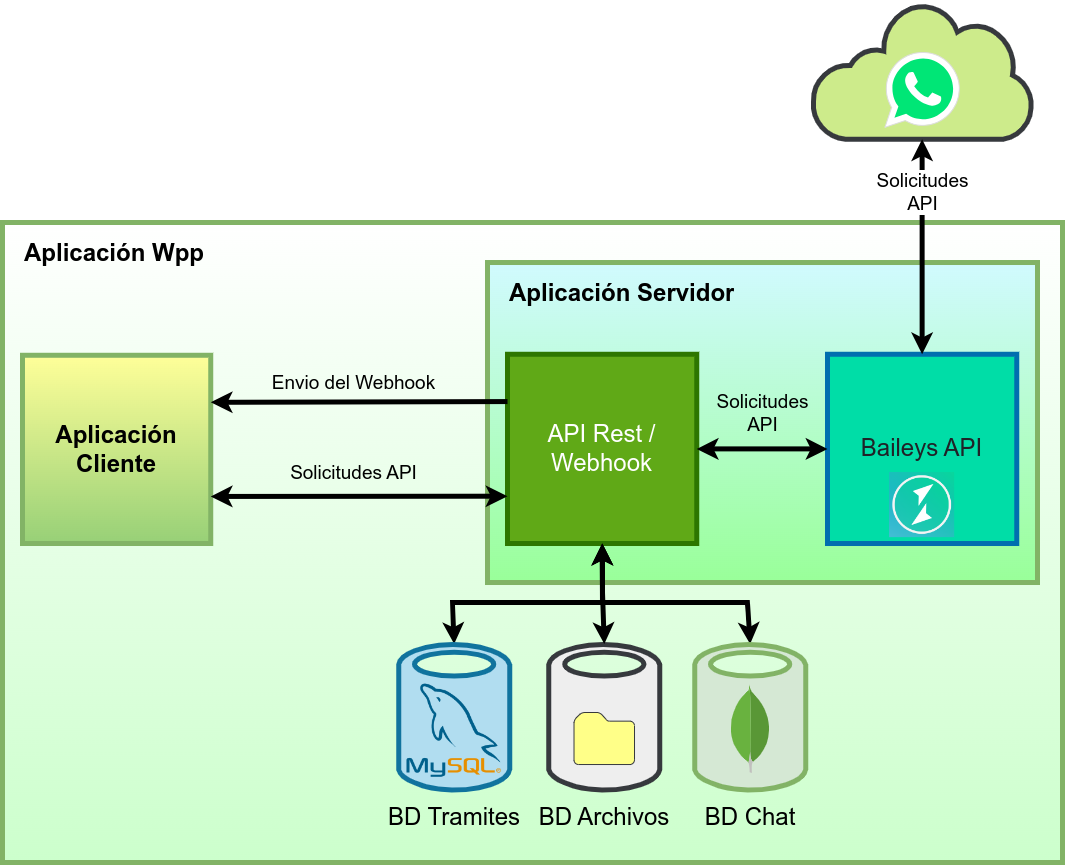 Solicitudes
API
Aplicación Wpp
Aplicación Servidor
Envio del Webhook
Aplicación
Cliente
Solicitudes API
API Rest /
Webhook
Solicitudes
API
Baileys API
MySQL®
BD Tramites
BD Archivos
BD Chat